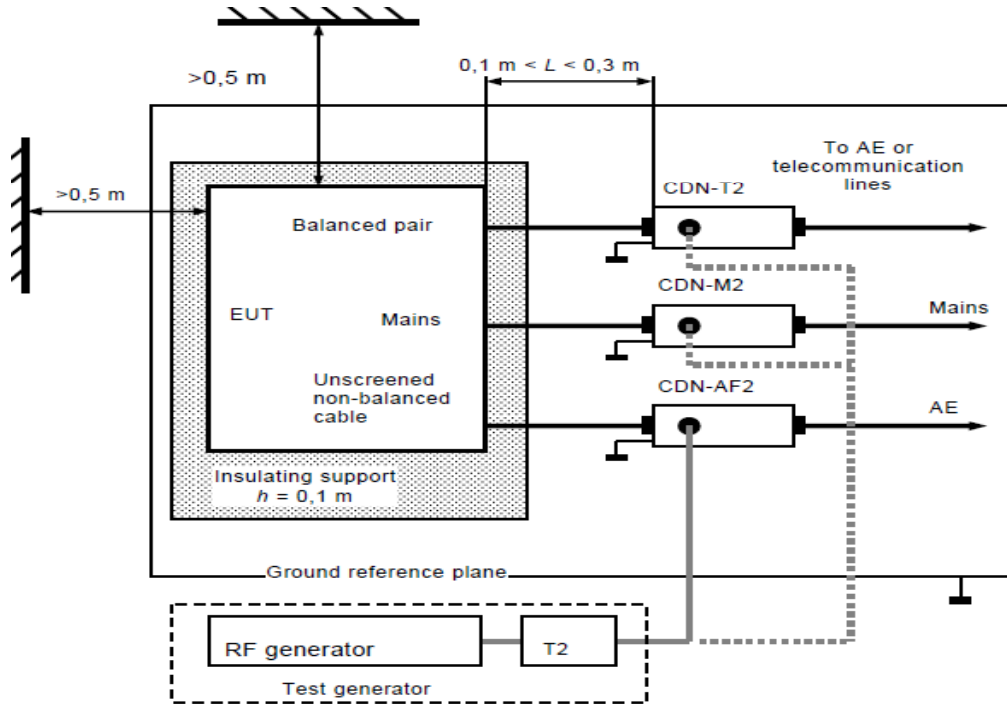 >0,5 m
0,1 m < L < 0,3 m
>0,5 m
To AE or
telecommunication
lines
CDN-T2
Balanced pair
CDN-M2
EUT
Mains
Mains
Unscreened
non-balanced
cable
CDN-AF2
AE
Insulating support
h = 0,1 m
Ground reference plane
RF generator
T2
Test generator